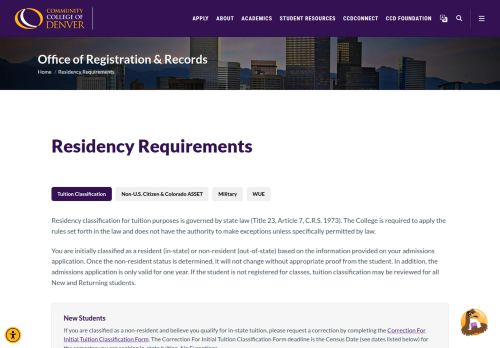 COMMUNITY
COLLEGE OF
DENVER
APPLY ABOUT ACADEMICS STUDENT RESOURCES CCDCONNECT CCD FOUNDATION
Office of Registration & Records
Home / Residency Requirements
Residency Requirements
Tuition Classification Non-U.S. Citizen & Colorado ASSET Military WUE
Residency classification for tuition purposes is governed by state law (Title 23, Article 7, C.R.S. 1973). The College is required to apply the
rules set forth in the law and does not have the authority to make exceptions unless specifically permitted by law.
You are initially classified as a resident (in-state) or non-resident (out-of-state) based on the information provided on your admissions
application. Once the non-resident status is determined, it will not change without appropriate proof from the student. In addition, the
admissions application is only valid for one year. If the student is not registered for classes, tuition classification may be reviewed for all
New and Returning students.
New Students
If you are classified as a non-resident and believe you qualify for in-state tuition, please request a correction by completing the Correction For
Initial Tuition Classification Form. The Correction For Initial Tuition Classification Form deadline is the Census Date (see dates listed below) for